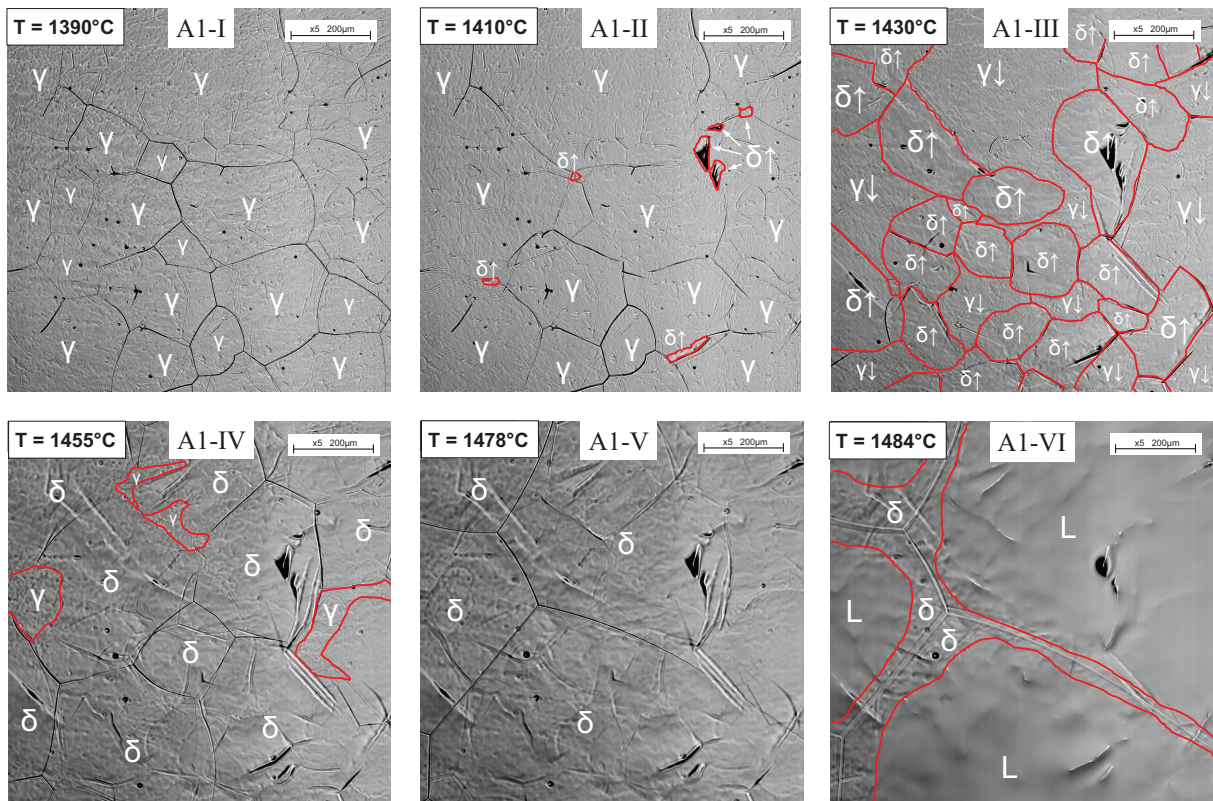 T = 1390°C A1-I x5 200µm
γ γ γ
γ γ γ
γ γ γ γ γ
γ γ
γ γ γ γ
γ γ γ γ
T = 1410°C A1-II x5 200µm
γ γ γ
δ↑
δ↑
γ γ γ
δ↑
γ γ γ γ
δ↑
γ γ γ γ
T = 1430°C A1-III x5 200µm
δ↑
δ↑ δ↑
γ↓ γ↓
δ↑ δ↑
δ↑ δ↑
γ↓ δ↑ γ↓ γ↓
δ↑ δ↑
δ↑ δ↑
δ↑ δ↑
δ↑ γ↓ γ↓
δ↑ δ↑
δ↑ δ↑ δ↑
γ↓ δ↑ γ↓ γ↓ γ↓
T = 1455°C A1-IV x5 200µm
γ
δ δ
γ
δ δ
δ
γ γ
δ
δ δ
δ
T = 1478°C A1-V x5 200µm
δ
δ
δ
T = 1484°C A1-VI x5 200µm
δ L
L δ
δ
L